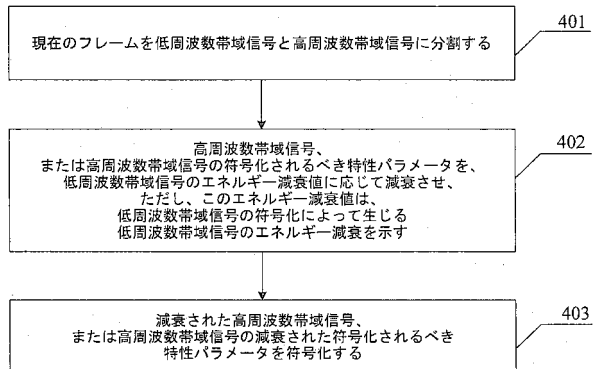 現在のフレームを低周波数帯域信号と高周波数帯域信号に分割する
401
高周波数帯域信号、
または高周波数帯域信号の符号化されるべき特性パラメータを、
低周波数帯域信号のエネルギー減衰値に応じて減衰させ、
ただし、このエネルギー減衰値は、
低周波数帯域信号の符号化によって生じる
低周波数帯域信号のエネルギー減衰を示す
402
減衰された高周波数帯域信号、
または高周波数帯域信号の減衰された符号化されるべき
特性パラメータを符号化する
403